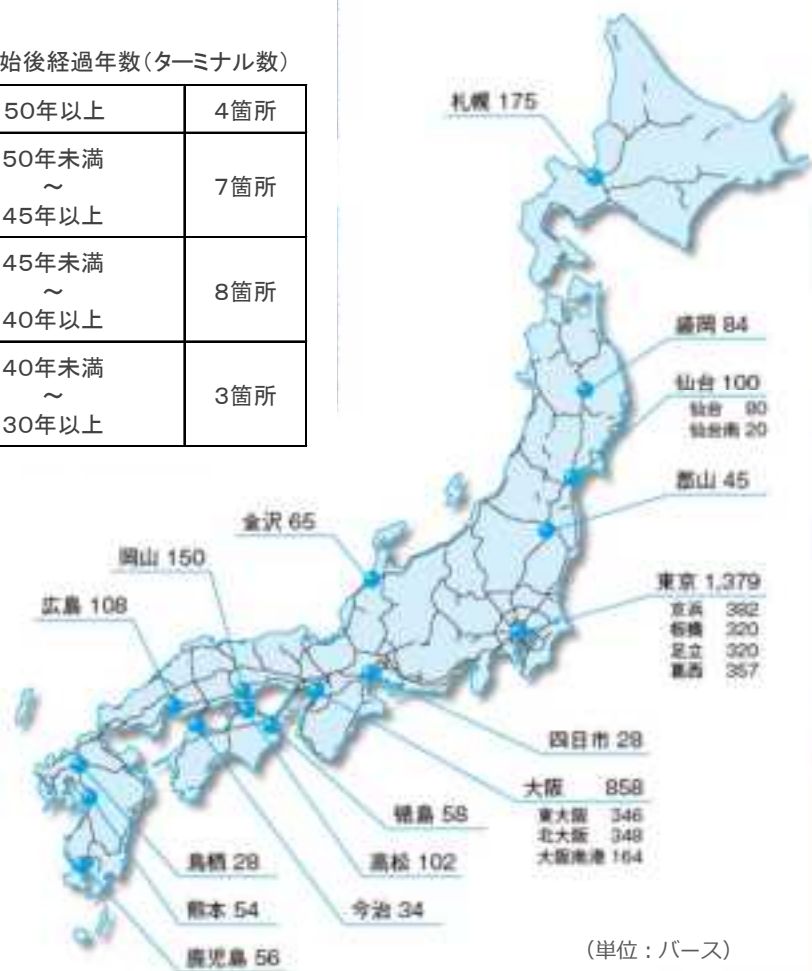 始後経過年数(ターミナル数)
50年以上 4箇所
50年未満
~
45年以上
7箇所
45年未満
~
40年以上
8箇所
40年未満
~
30年以上
3箇所
札幌 175
盛岡 84
仙台 100
仙台 80
仙台南 20
郡山 45
金沢 65
岡山 150
広島 108
東京 1,379
京浜 382
板橋 320
足立 320
葛西 357
四日市 28
大阪 858
東大阪 346
北大阪 348
大阪南港 164
徳島 58
鳥栖 28
高松 102
熊本 54
今治 34
鹿児島 56
(単位:バース)